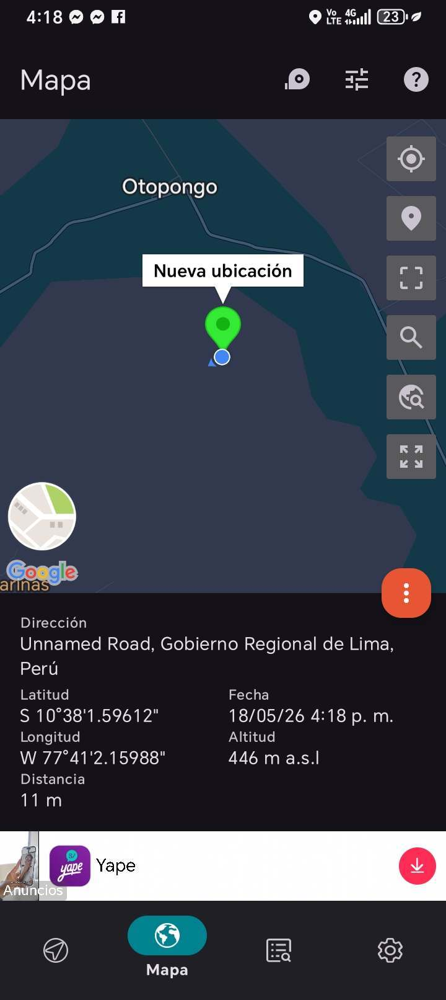 4:18
Vo LTE 4G 23
Mapa
Otopongo
Nueva ubicación
Google
arinas
Dirección
Unnamed Road, Gobierno Regional de Lima,
Perú
Latitud
S 10°38'1.59612"
Fecha
18/05/26 4:18 p. m.
Longitud
W 77°41'2.15988"
Altitud
446 m a.s.l
Distancia
11 m
S/
yape
Yape
Anuncios
Mapa